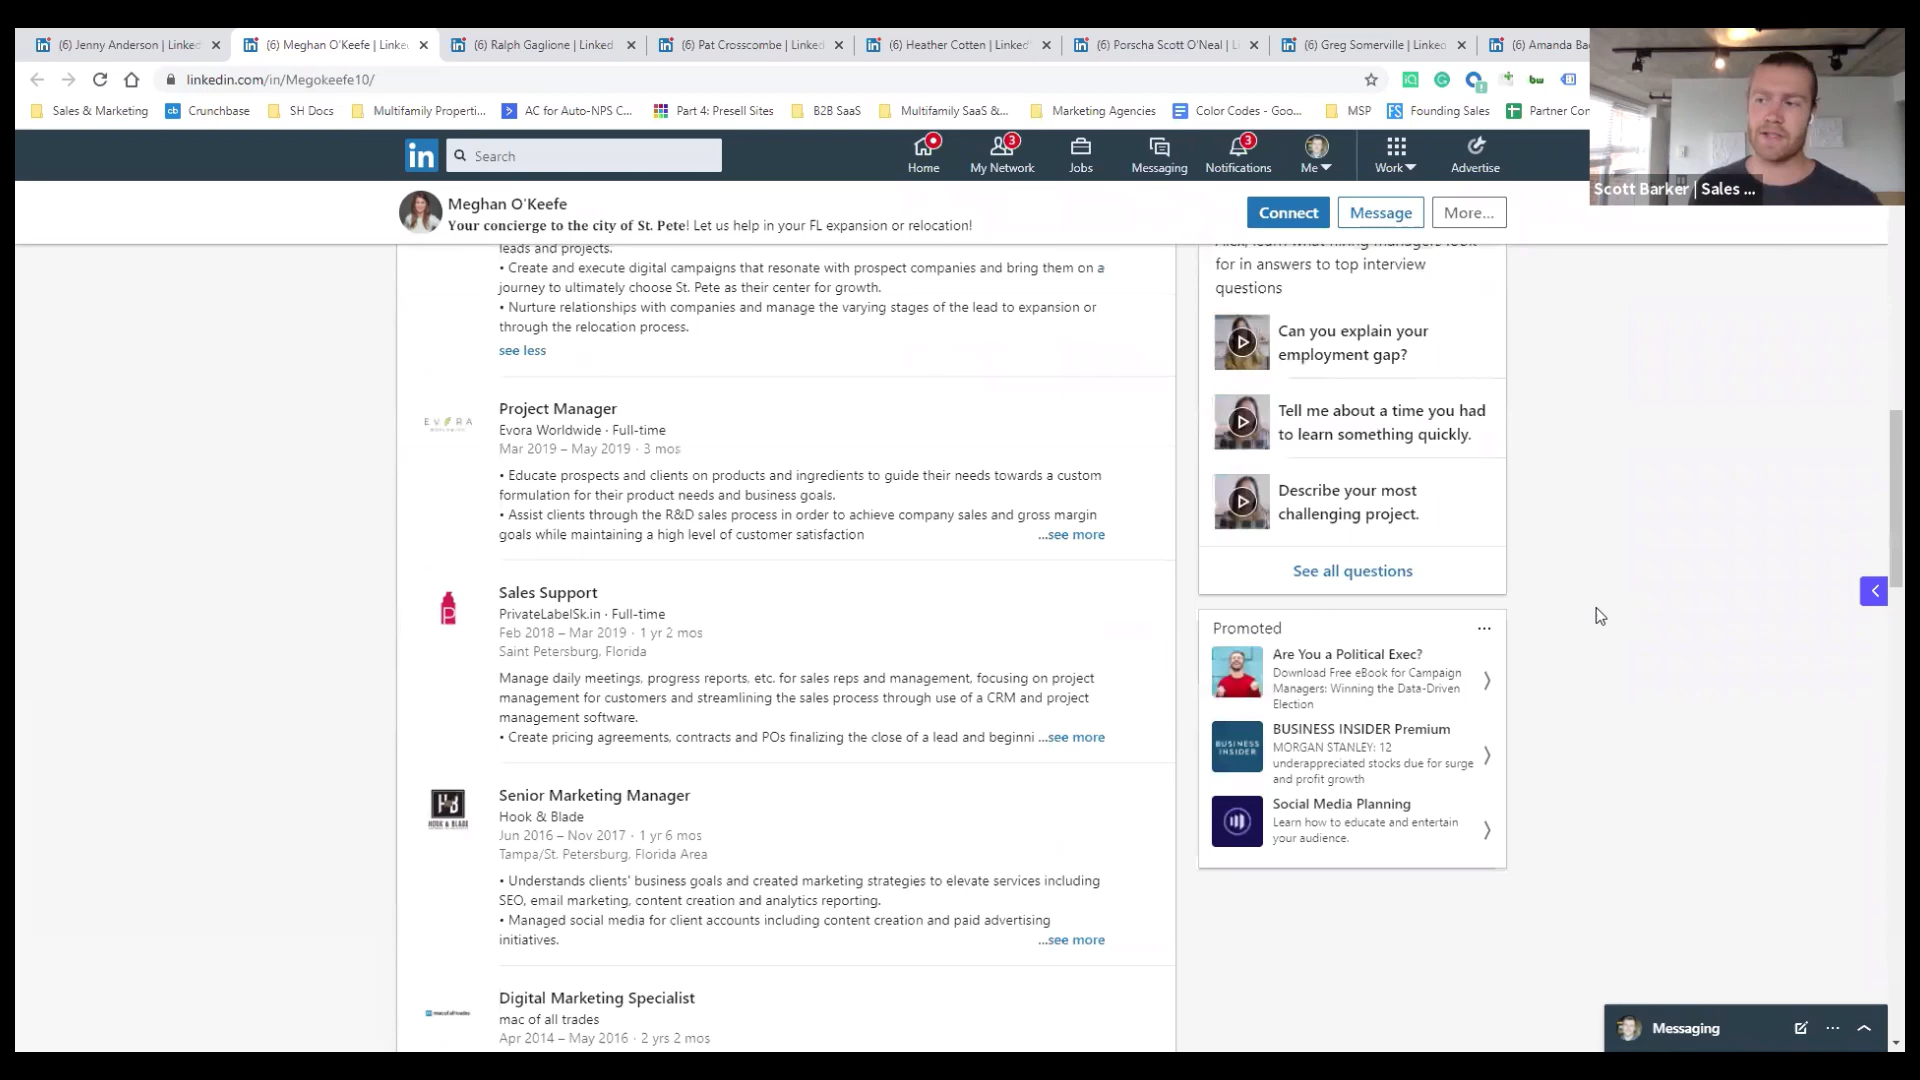 (6) Jenny Anderson | Linked
(6) Meghan O'Keefe | Linke
(6) Ralph Gaglione | Linked
(6) Pat Crosscombe | Linked
(6) Heather Cotten | Linked
(6) Porscha Scott O'Neal | L
(6) Greg Somerville | Linked
(6) Amanda Ba
linkedin.com/in/Megokeefe10/
Sales & Marketing
Crunchbase
SH Docs
Multifamily Properti...
AC for Auto-NPS C...
Part 4: Presell Sites
B2B SaaS
Multifamily SaaS &...
Marketing Agencies
Color Codes - Goo...
MSP
Founding Sales
Partner Con
in
Search
Home
3
My Network
Jobs
Messaging
3
Notifications
Me
Work
Advertise
Scott Barker | Sales ...
Meghan O'Keefe
Your concierge to the city of St. Pete! Let us help in your FL expansion or relocation!
Connect
Message
More...
leads and projects.
• Create and execute digital campaigns that resonate with prospect companies and bring them on a
journey to ultimately choose St. Pete as their center for growth.
• Nurture relationships with companies and manage the varying stages of the lead to expansion or
through the relocation process.
see less
EVORA
Project Manager
Evora Worldwide · Full-time
Mar 2019 – May 2019 · 3 mos
• Educate prospects and clients on products and ingredients to guide their needs towards a custom
formulation for their product needs and business goals.
• Assist clients through the R&D sales process in order to achieve company sales and gross margin
goals while maintaining a high level of customer satisfaction
...see more
Sales Support
PrivateLabelSk.in · Full-time
Feb 2018 – Mar 2019 · 1 yr 2 mos
Saint Petersburg, Florida
Manage daily meetings, progress reports, etc. for sales reps and management, focusing on project
management for customers and streamlining the sales process through use of a CRM and project
management software.
• Create pricing agreements, contracts and POs finalizing the close of a lead and beginni ...see more
HOOK & BLADE
Senior Marketing Manager
Hook & Blade
Jun 2016 – Nov 2017 · 1 yr 6 mos
Tampa/St. Petersburg, Florida Area
• Understands clients' business goals and created marketing strategies to elevate services including
SEO, email marketing, content creation and analytics reporting.
• Managed social media for client accounts including content creation and paid advertising
initiatives.
...see more
Digital Marketing Specialist
mac of all trades
Apr 2014 – May 2016 · 2 yrs 2 mos
Alex, learn what hiring managers look
for in answers to top interview
questions
Can you explain your
employment gap?
Tell me about a time you had
to learn something quickly.
Describe your most
challenging project.
See all questions
Promoted
Are You a Political Exec?
Download Free eBook for Campaign
Managers: Winning the Data-Driven
Election
BUSINESS
INSIDER
BUSINESS INSIDER Premium
MORGAN STANLEY: 12
underappreciated stocks due for surge
and profit growth
Social Media Planning
Learn how to educate and entertain
your audience.
Messaging